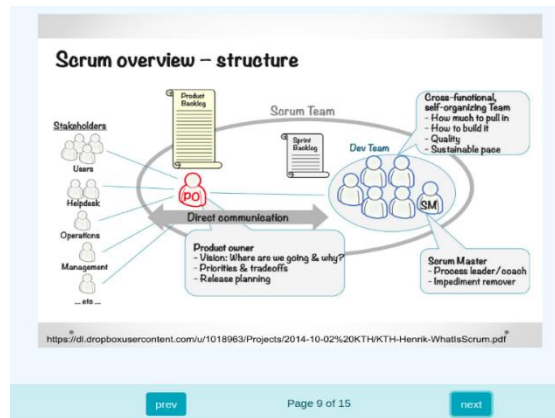 Scrum overview – structure
Product
Backlog
Scrum Team
Cross-functional,
self-organizing Team
- How much to pull in
- How to build it
- Quality
- Sustainable pace
Stakeholders
Users
Helpdesk
Operations
Management
... etc ...
Sprint
Backlog
Dev Team
PO
SM
Direct communication
Product owner
- Vision: Where are we going & why?
- Priorities & tradeoffs
- Release planning
Scrum Master
- Process leader/coach
- Impediment remover
https://dl.dropboxusercontent.com/u/1018963/Projects/2014-10-02%20KTH/KTH-Henrik-WhatIsScrum.pdf
prev
Page 9 of 15
next